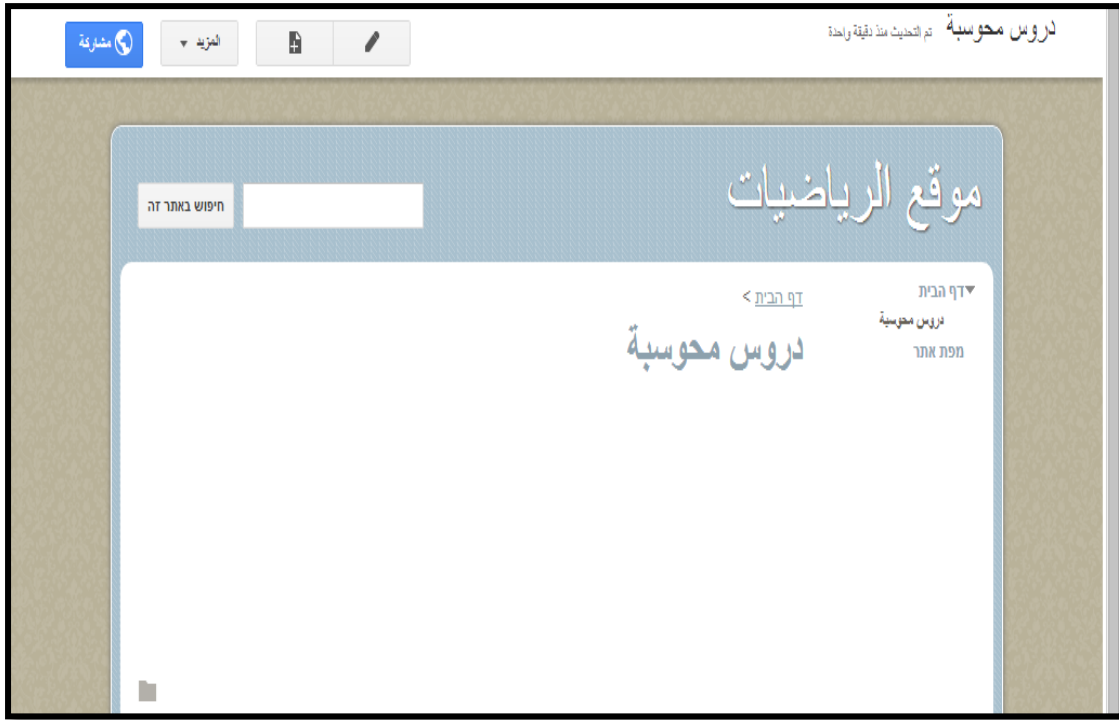 دروس محوسبة تم التحديث منذ دقيقة واحدة
المزيد
مشاركة
موقع الرياضيات
חיפוש באתר זה
דף הבית
دروس محوسبة
מפת אתר
דף הבית >
دروس محوسبة